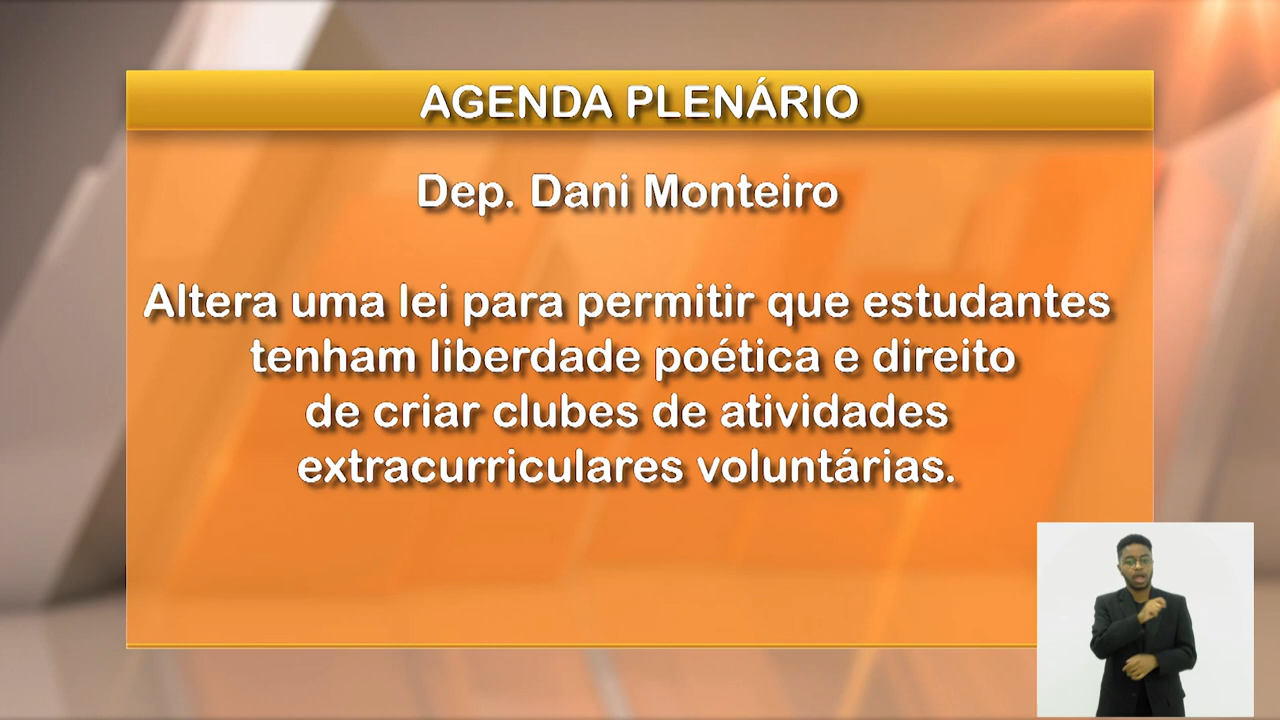 AGENDA PLENÁRIO
Dep. Dani Monteiro
Altera uma lei para permitir que estudantes
tenham liberdade poética e direito
de criar clubes de atividades
extracurriculares voluntárias.